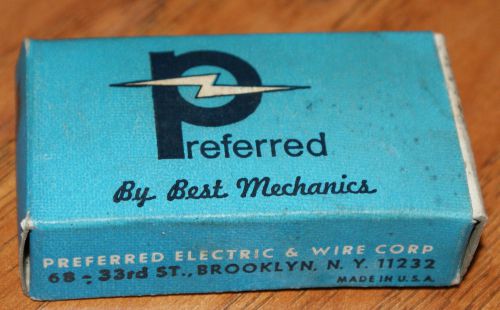 Preferred
By Best Mechanics
PREFERRED ELECTRIC & WIRE CORP
68 - 33rd ST., BROOKLYN, N. Y. 11232
MADE IN U.S.A.